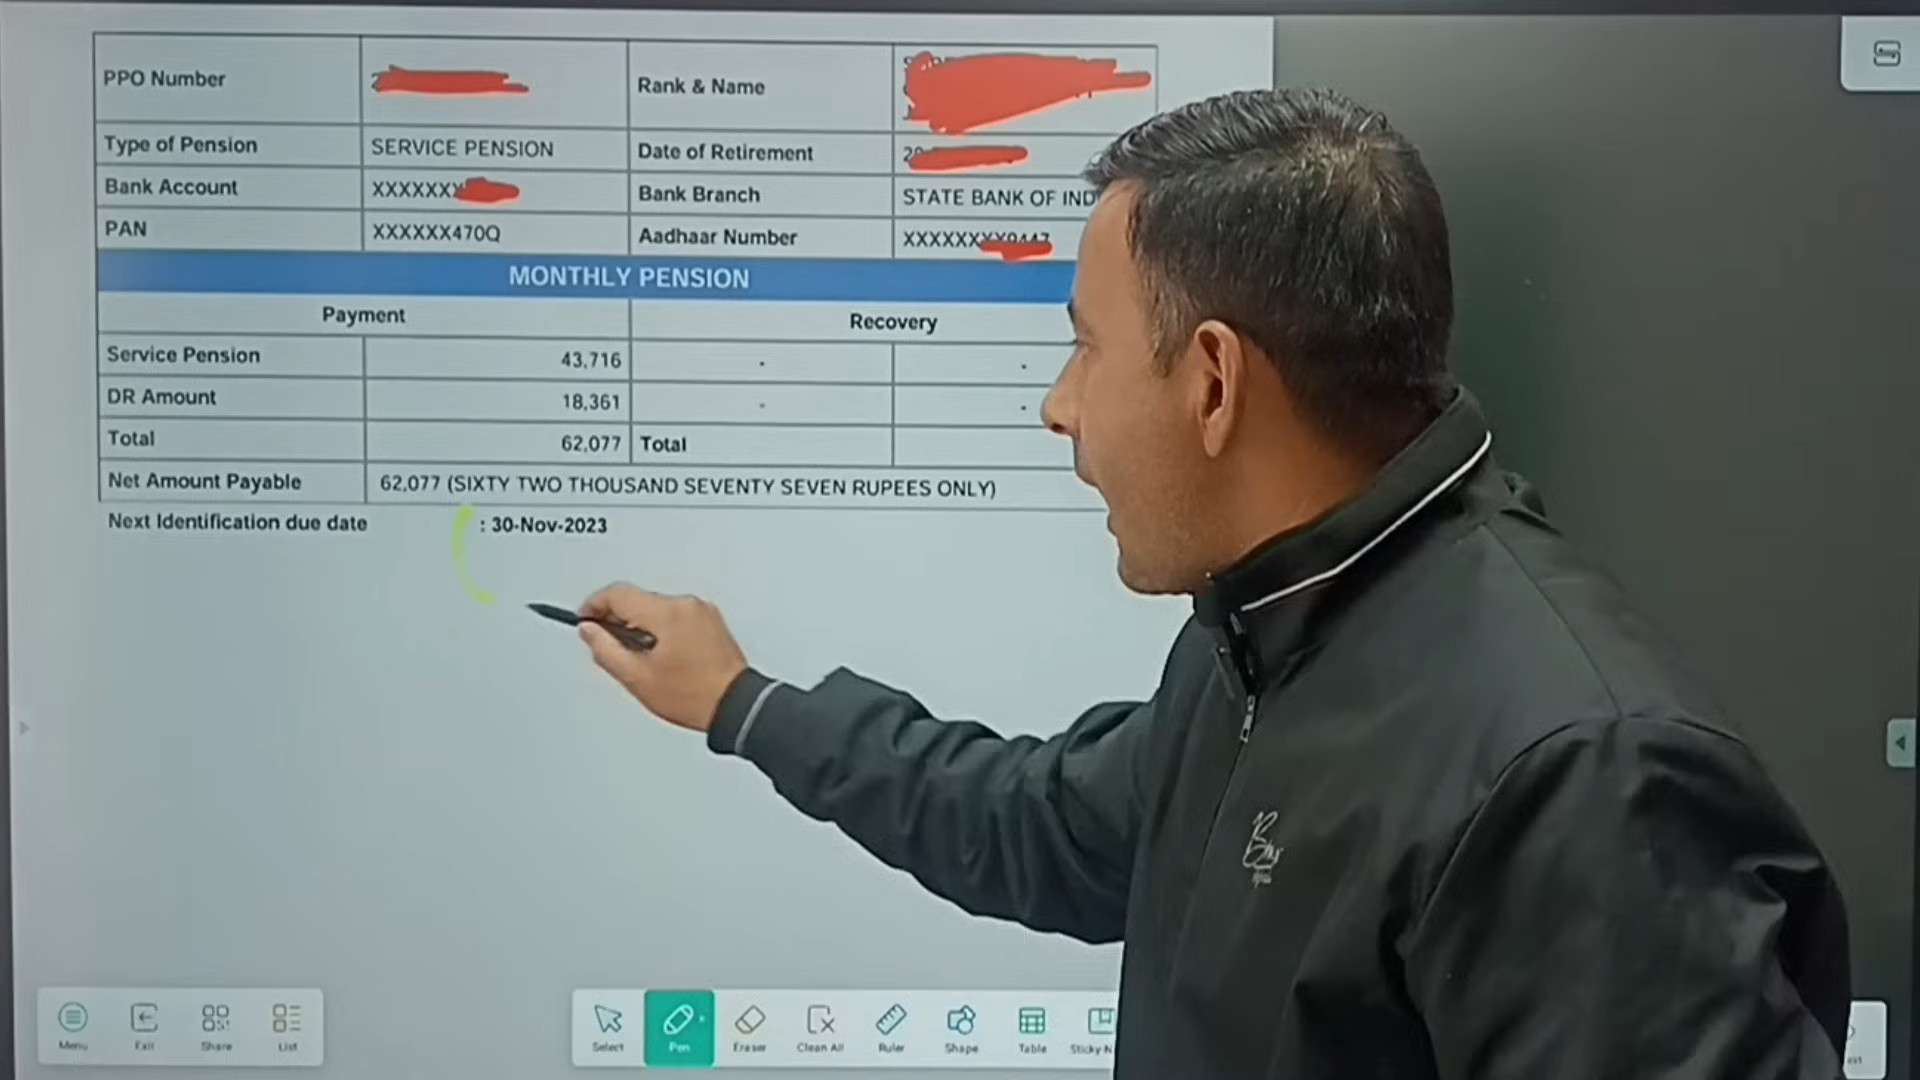 PPO Number
Rank & Name
Type of Pension SERVICE PENSION Date of Retirement
Bank Account XXXXXX Bank Branch STATE BANK OF IND
PAN XXXXXX470Q Aadhaar Number XXXXXXXX9447
MONTHLY PENSION
Payment Recovery
Service Pension 43,716 - -
DR Amount 18,361 - -
Total 62,077 Total
Net Amount Payable 62,077 (SIXTY TWO THOUSAND SEVENTY SEVEN RUPEES ONLY)
Next Identification due date : 30-Nov-2023
Menu Exit Share List Select Pen Eraser Clean All Ruler Shape Table Sticky N